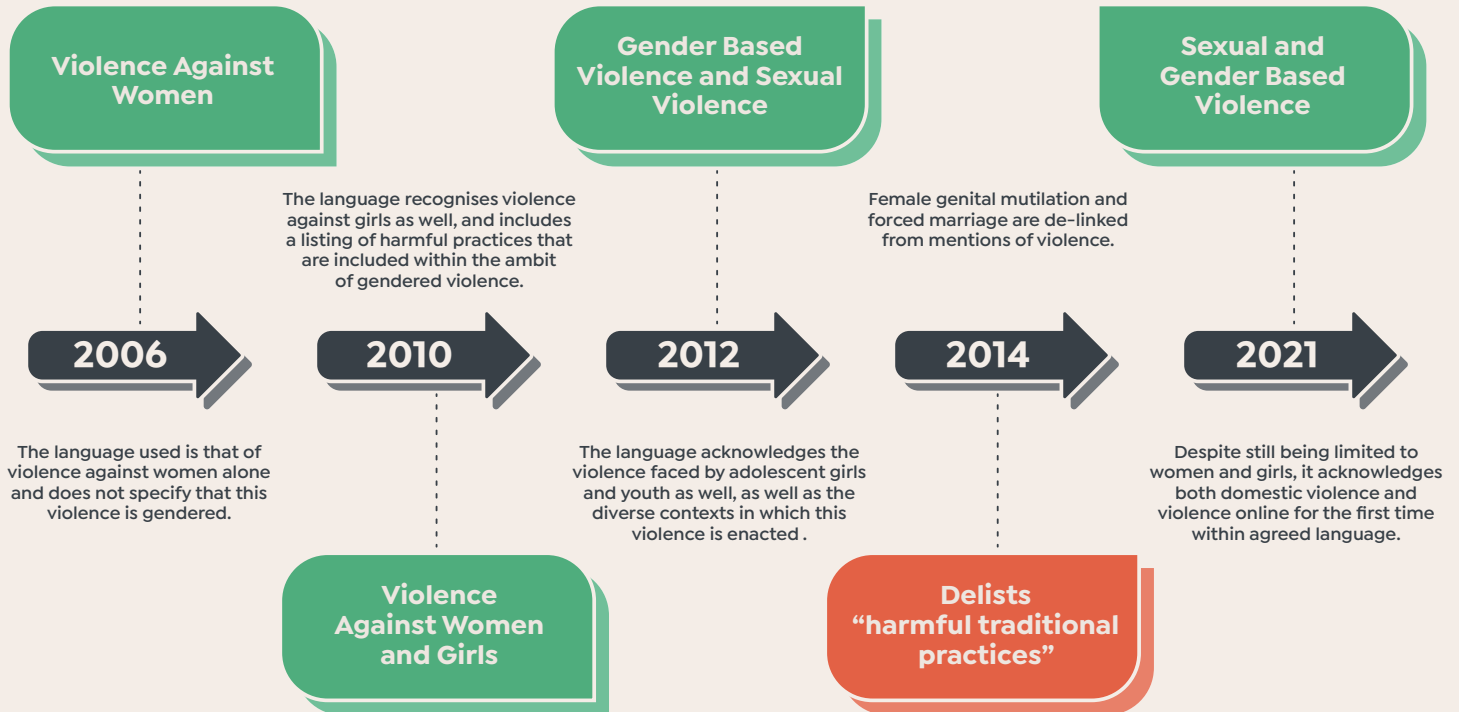 Violence Against
Women
Gender Based
Violence and Sexual
Violence
Sexual and
Gender Based
Violence
The language recognises violence
against girls as well, and includes
a listing of harmful practices that
are included within the ambit
of gendered violence.
Female genital mutilation and
forced marriage are de-linked
from mentions of violence.
2006
2010
2012
2014
2021
The language used is that of
violence against women alone
and does not specify that this
violence is gendered.
The language acknowledges the
violence faced by adolescent girls
and youth as well, as well as the
diverse contexts in which this
violence is enacted .
Despite still being limited to
women and girls, it acknowledges
both domestic violence and
violence online for the first time
within agreed language.
Violence
Against Women
and Girls
Delists
“harmful traditional
practices”